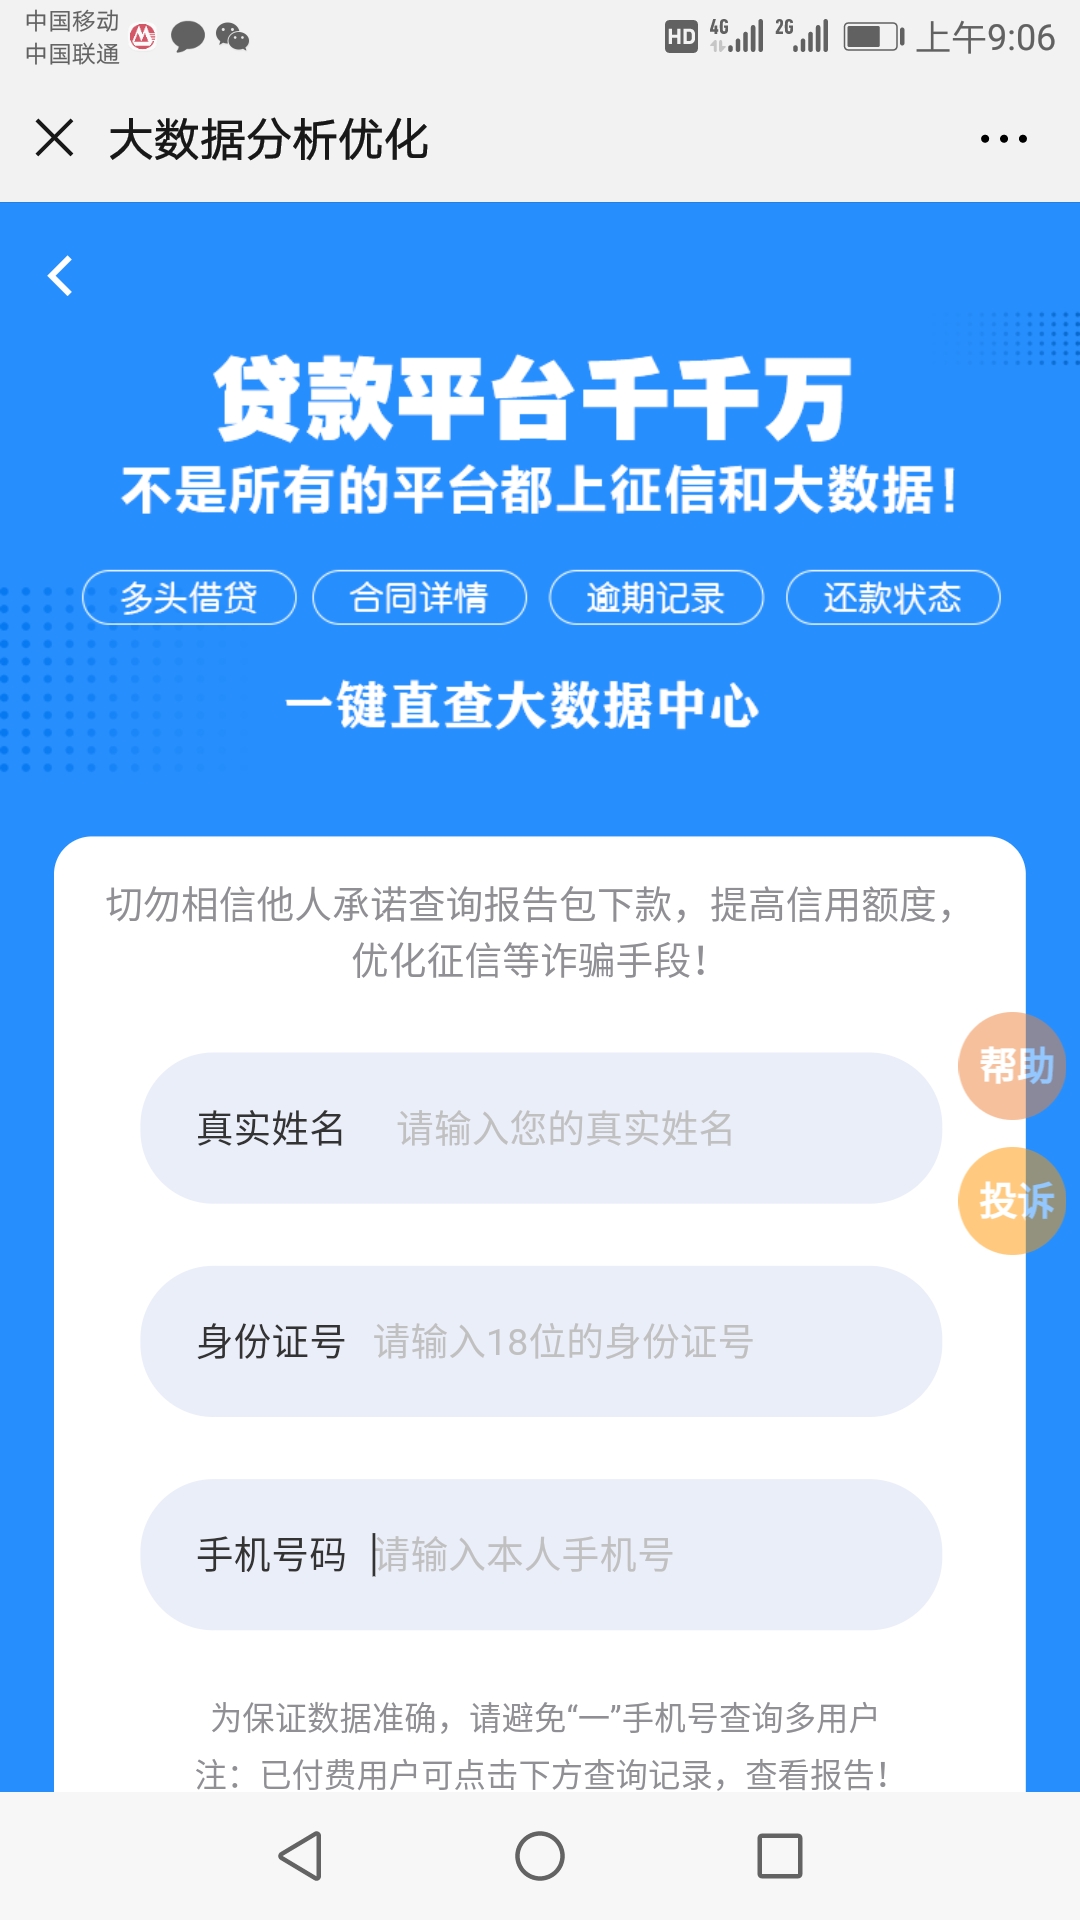 中国移动
中国联通
HD 4G 2G 上午9:06
大数据分析优化
贷款平台千千万
不是所有的平台都上征信和大数据！
多头借贷 合同详情 逾期记录 还款状态
一键直查大数据中心
切勿相信他人承诺查询报告包下款，提高信用额度，
优化征信等诈骗手段！
帮助
真实姓名 请输入您的真实姓名
投诉
身份证号 请输入18位的身份证号
手机号码 请输入本人手机号
为保证数据准确，请避免“一”手机号查询多用户
注：已付费用户可点击下方查询记录，查看报告！